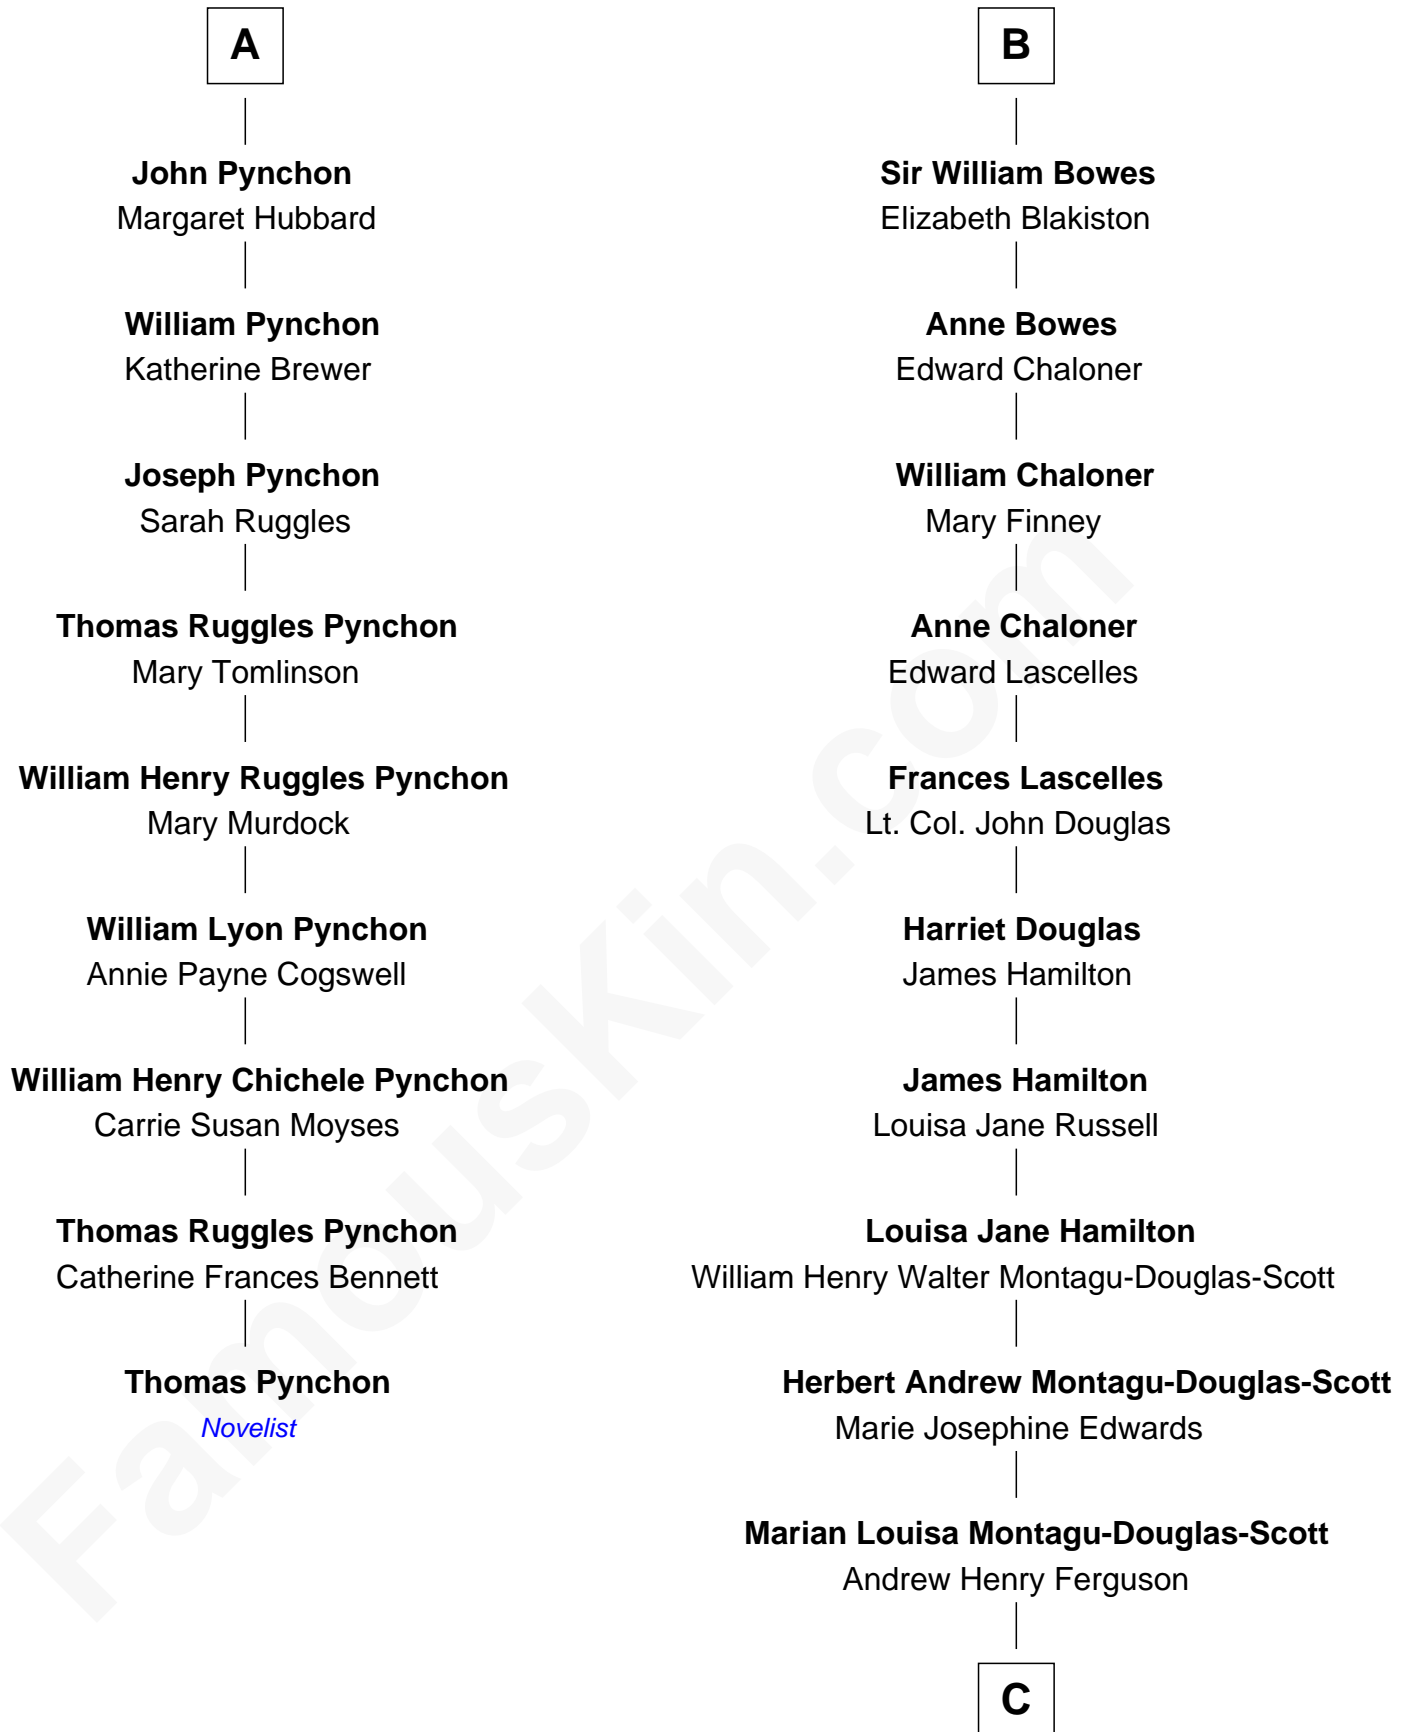 A
John Pynchon
Margaret Hubbard
William Pynchon
Katherine Brewer
Joseph Pynchon
Sarah Ruggles
Thomas Ruggles Pynchon
Mary Tomlinson
William Henry Ruggles Pynchon
Mary Murdock
William Lyon Pynchon
Annie Payne Cogswell
William Henry Chichele Pynchon
Carrie Susan Moyses
Thomas Ruggles Pynchon
Catherine Frances Bennett
Thomas Pynchon
Novelist
B
Sir William Bowes
Elizabeth Blakiston
Anne Bowes
Edward Chaloner
William Chaloner
Mary Finney
Anne Chaloner
Edward Lascelles
Frances Lascelles
Lt. Col. John Douglas
Harriet Douglas
James Hamilton
James Hamilton
Louisa Jane Russell
Louisa Jane Hamilton
William Henry Walter Montagu-Douglas-Scott
Herbert Andrew Montagu-Douglas-Scott
Marie Josephine Edwards
Marian Louisa Montagu-Douglas-Scott
Andrew Henry Ferguson
C
FamousKin.com